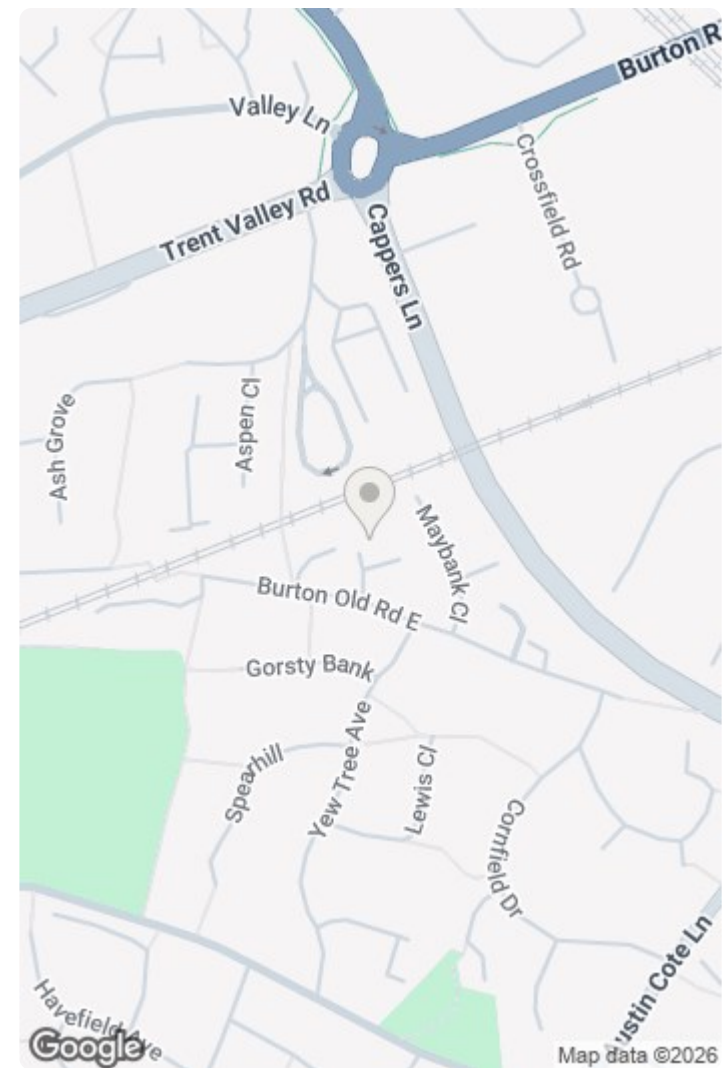 Burton R
Valley Ln
Crossfield Rd
Trent Valley Rd
Cappers Ln
Ash Grove
Aspen Cl
Maybank Cl
Burton Old Rd E
Gorsty Bank
Yew Tree Ave
Spearhill
Lewis Cl
Cornfield Dr
Austin Cote Ln
Havefield Ave
Google
Map data ©2026